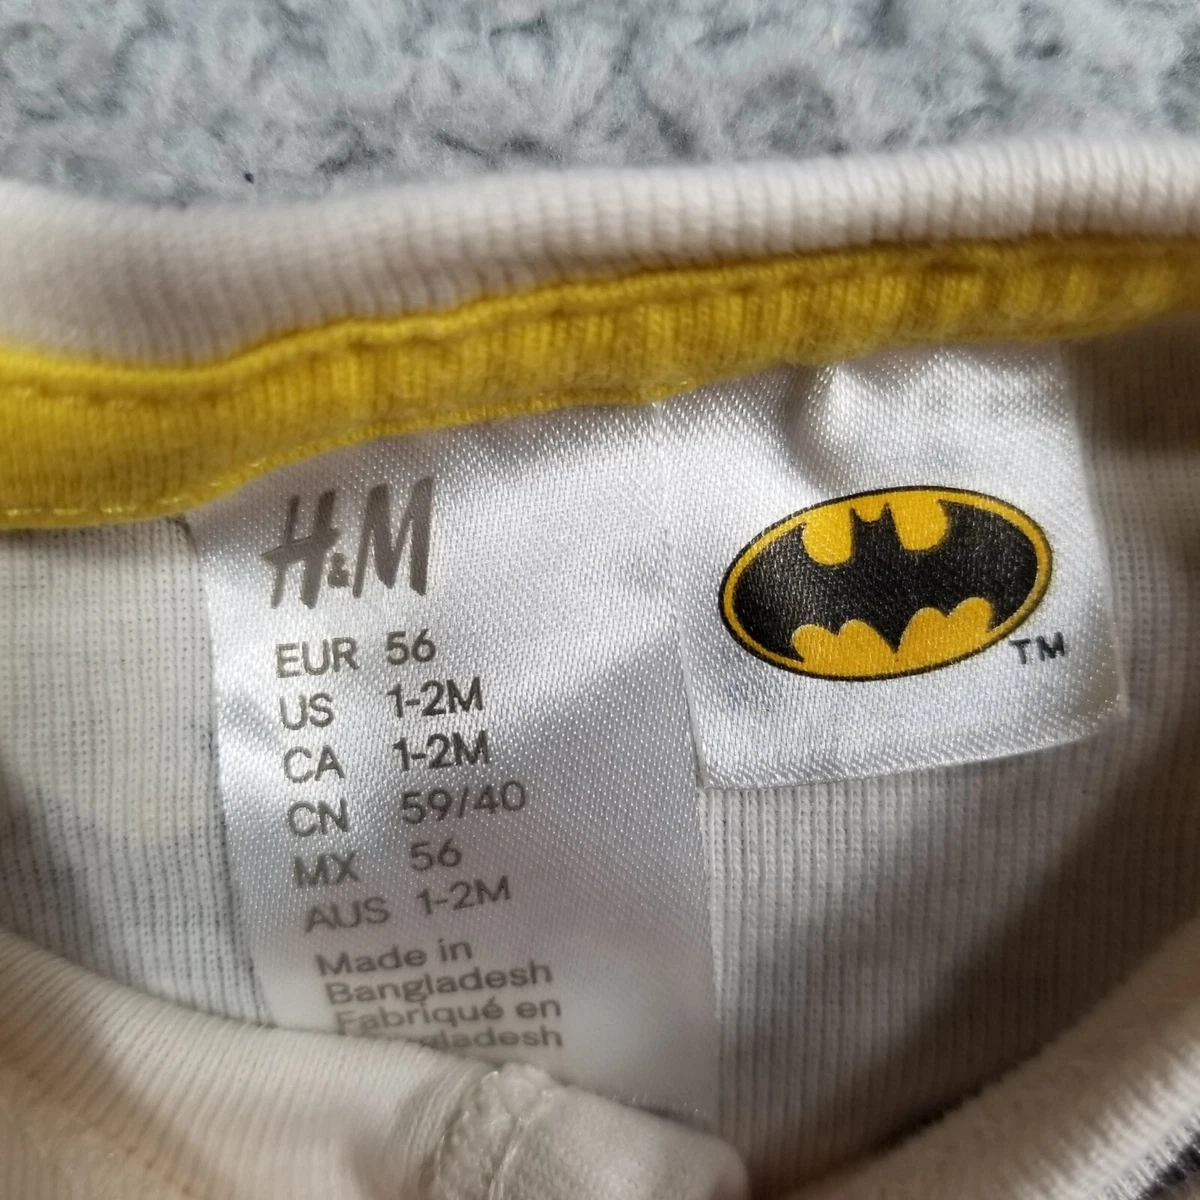 H&M
EUR 56
US 1-2M
CA 1-2M
CN 59/40
MX 56
AUS 1-2M
Made in
Bangladesh
Fabriqué en
TM